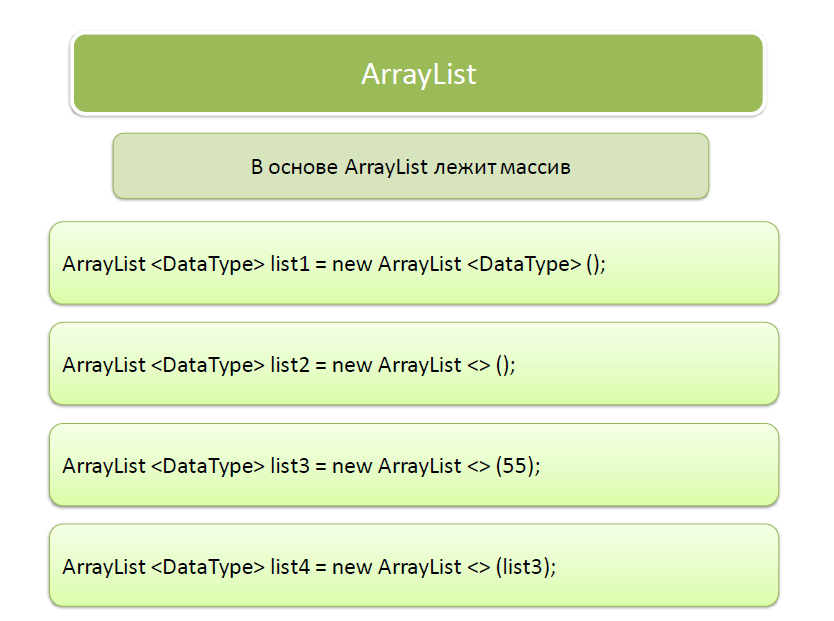 ArrayList
В основе ArrayList лежит массив
ArrayList <DataType> list1 = new ArrayList <DataType> ();
ArrayList <DataType> list2 = new ArrayList <> ();
ArrayList <DataType> list3 = new ArrayList <> (55);
ArrayList <DataType> list4 = new ArrayList <> (list3);